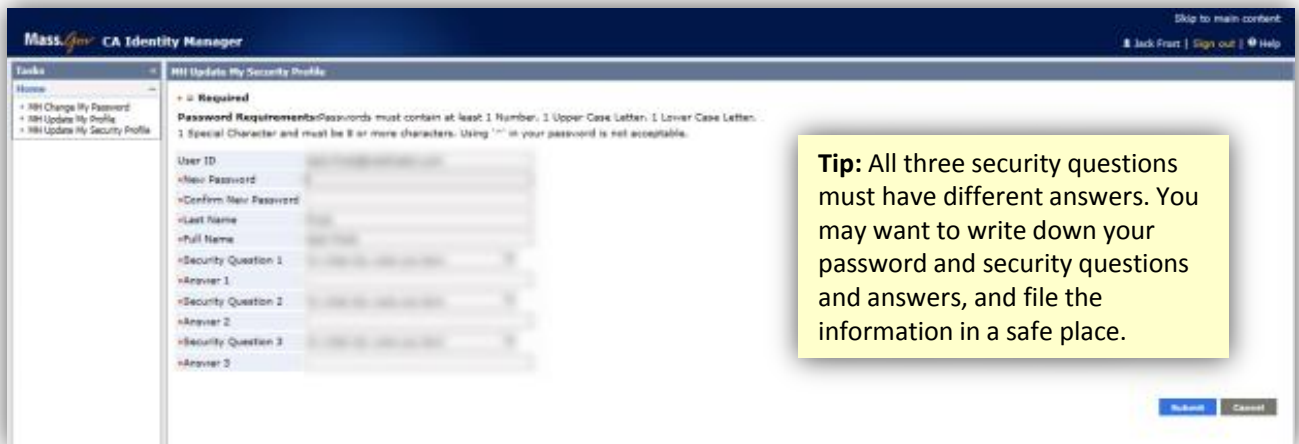 Skip to main content
Mass.Gov CA Identity Manager
Jack Frost | Sign out | Help
Tasks
MH Update My Security Profile
Home
MH Change My Password
MH Update My Profile
MH Update My Security Profile
= Required
Password Requirements:Passwords must contain at least 1 Number, 1 Upper Case Letter, 1 Lower Case Letter,
1 Special Character and must be 8 or more characters. Using '^' in your password is not acceptable.
User ID
New Password
Confirm New Password
Last Name
Full Name
Security Question 1
Answer 1
Security Question 2
Answer 2
Security Question 3
Answer 3
Tip: All three security questions
must have different answers. You
may want to write down your
password and security questions
and answers, and file the
information in a safe place.
Submit Cancel